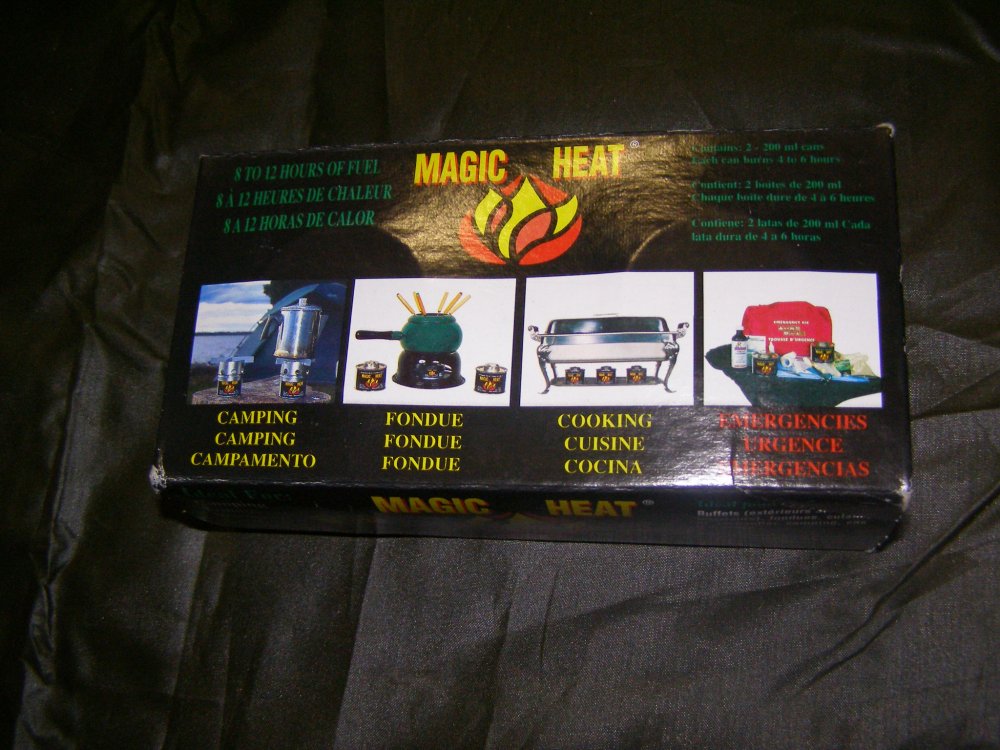 8 TO 12 HOURS OF FUEL
8 À 12 HEURES DE CHALEUR
8 A 12 HORAS DE CALOR
MAGIC HEAT®
Contains: 2 - 200 ml cans
Each can burns 4 to 6 hours
Contient: 2 boites de 200 ml
Chaque boite dure de 4 à 6 heures
Contiene: 2 latas de 200 ml Cada
lata dura de 4 a 6 horas
CAMPING
CAMPING
CAMPAMENTO
FONDUE
FONDUE
FONDUE
COOKING
CUISINE
COCINA
EMERGENCIES
URGENCE
EMERGENCIAS
Ideal For:
MAGIC HEAT®
Buffets